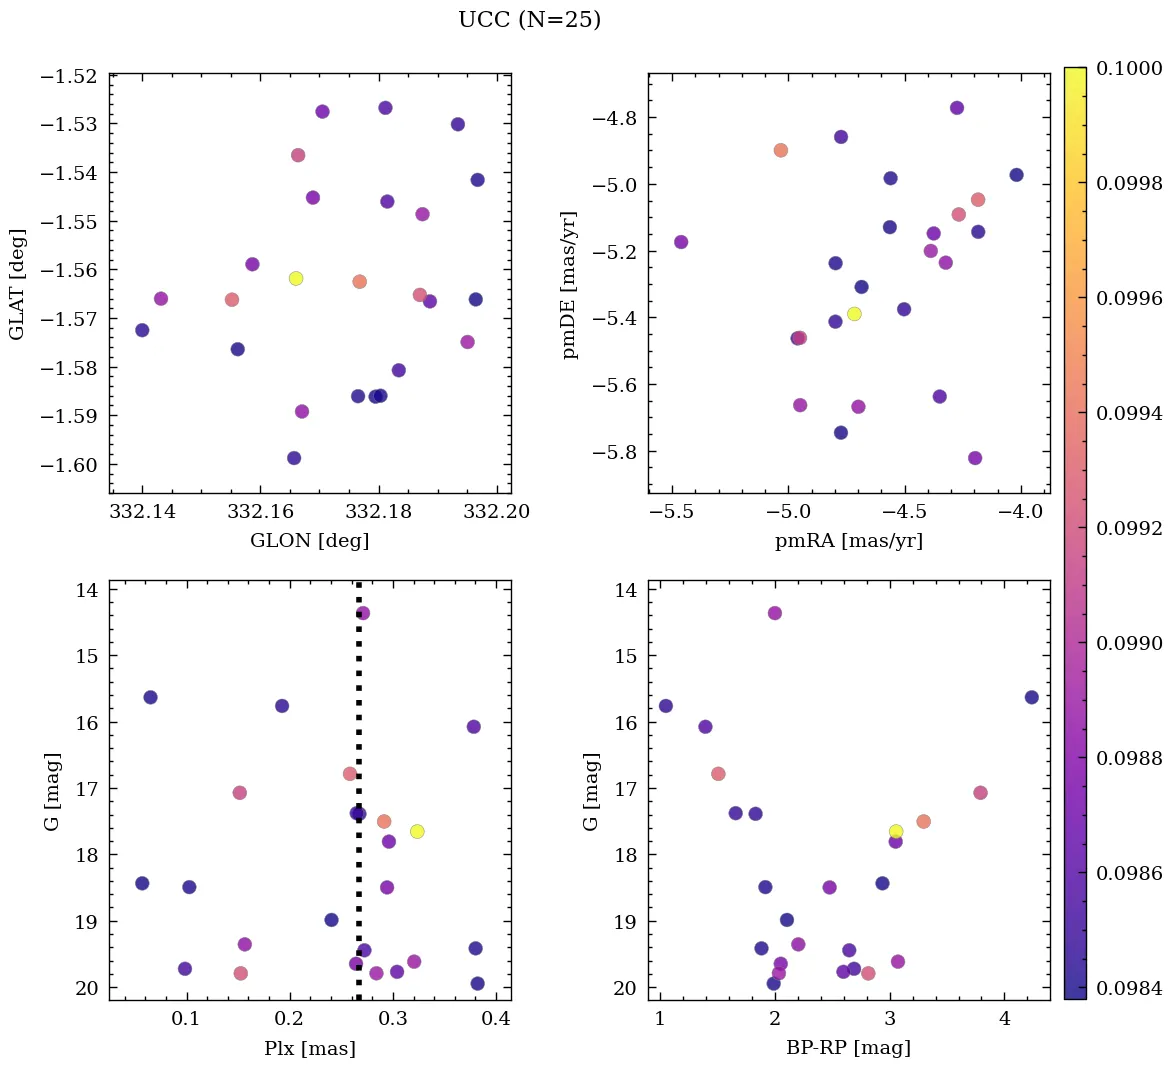 UCC (N=25)
−1.52
−1.53
−1.54
−1.55
−1.56
−1.57
−1.58
−1.59
−1.60
GLAT [deg]
332.14 332.16 332.18 332.20
GLON [deg]
−4.8
−5.0
−5.2
−5.4
−5.6
−5.8
pmDE [mas/yr]
−5.5 −5.0 −4.5 −4.0
pmRA [mas/yr]
14
15
16
17
18
19
20
G [mag]
0.1 0.2 0.3 0.4
Plx [mas]
14
15
16
17
18
19
20
G [mag]
1 2 3 4
BP-RP [mag]
0.1000
0.0998
0.0996
0.0994
0.0992
0.0990
0.0988
0.0986
0.0984